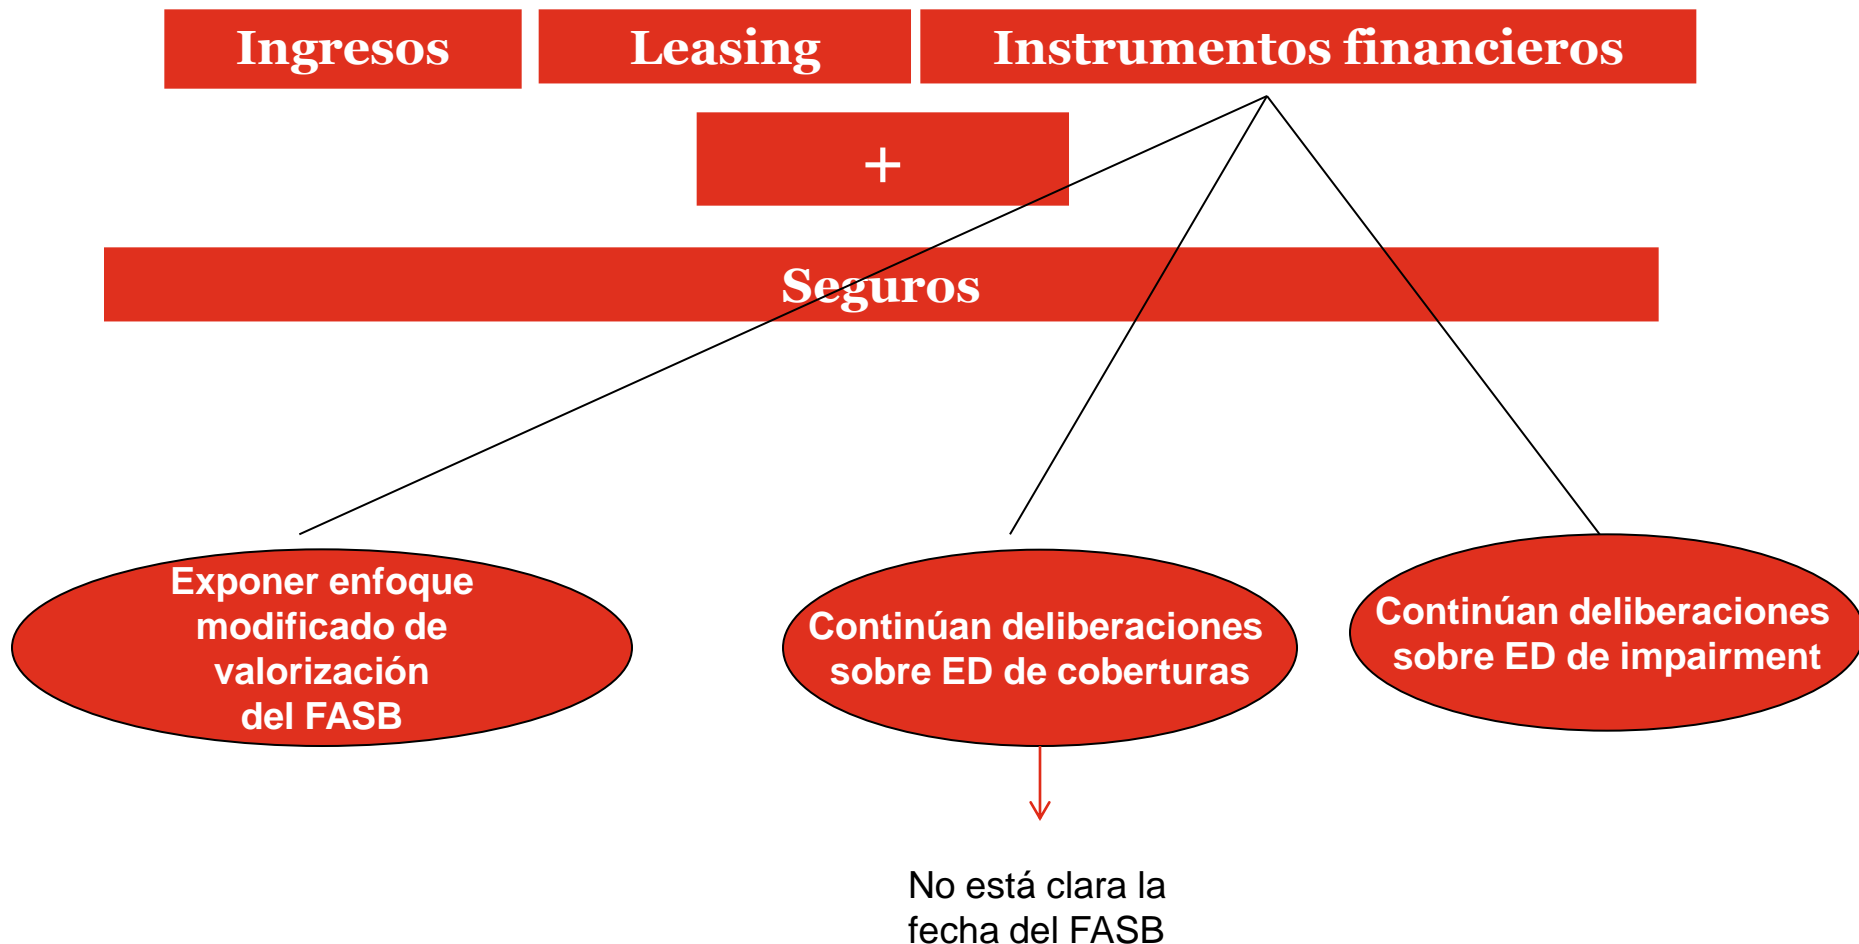 Ingresos
Leasing
Instrumentos financieros
+
Seguros
Exponer enfoque
modificado de
valorización
del FASB
Continúan deliberaciones
sobre ED de coberturas
Continúan deliberaciones
sobre ED de impairment
No está clara la
fecha del FASB